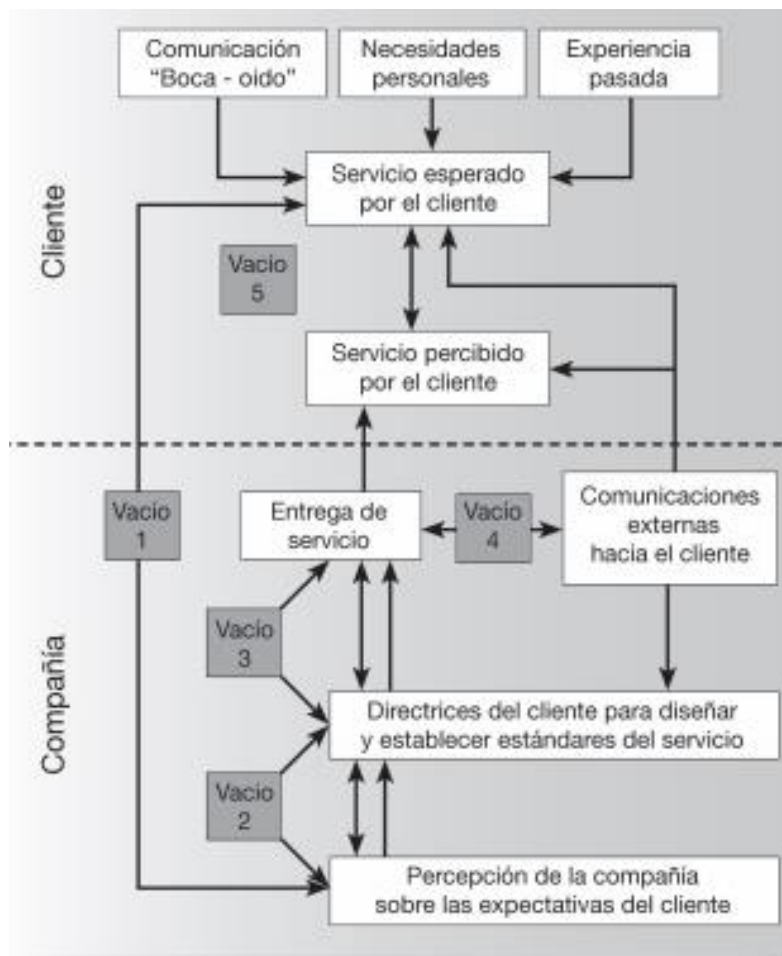 Comunicación
"Boca - oido"
Necesidades
personales
Experiencia
pasada
Servicio esperado
por el cliente
Cliente
Vacio
5
Servicio percibido
por el cliente
Vacio
1
Entrega de
servicio
Vacio
4
Comunicaciones
externas
hacia el cliente
Vacio
3
Compañía
Directrices del cliente para diseñar
y establecer estándares del servicio
Vacio
2
Percepción de la compañía
sobre las expectativas del cliente